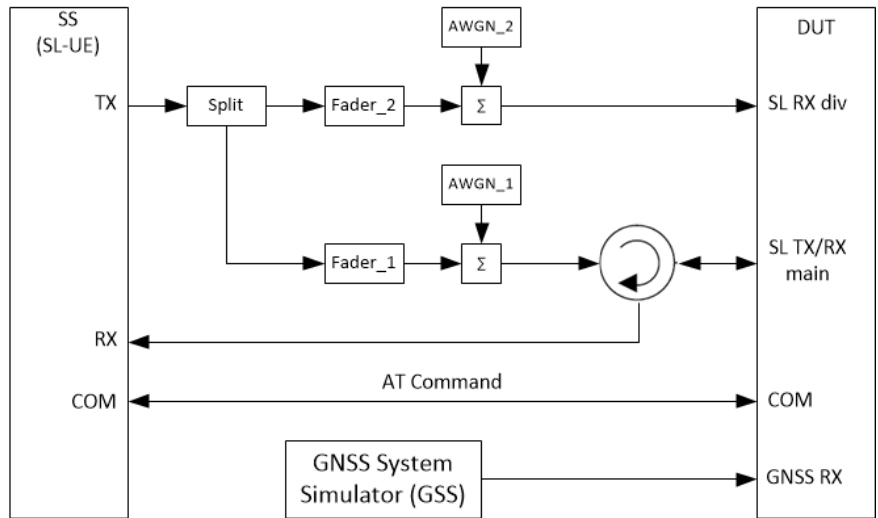 SS
(SL-UE)
DUT
AWGN_2
TX
Split
Fader_2
Σ
SL RX div
AWGN_1
Fader_1
Σ
SL TX/RX
main
RX
AT Command
COM
COM
GNSS System
Simulator (GSS)
GNSS RX